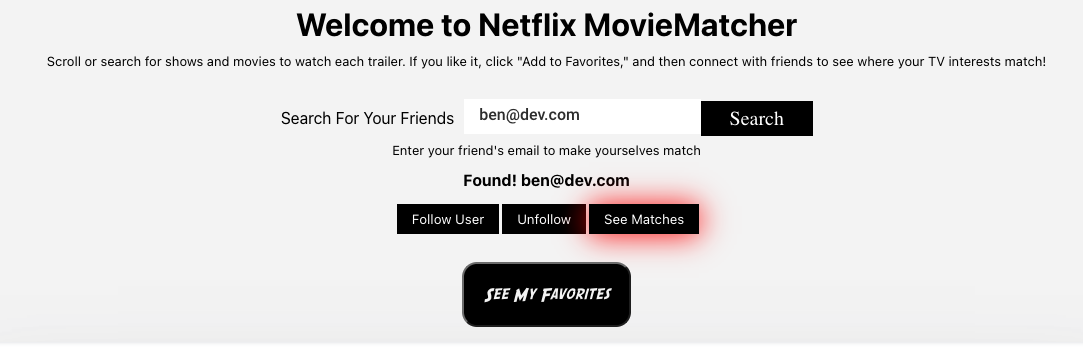 Welcome to Netflix MovieMatcher
Scroll or search for shows and movies to watch each trailer. If you like it, click "Add to Favorites," and then connect with friends to see where your TV interests match!
Search For Your Friends ben@dev.com Search
Enter your friend's email to make yourselves match
Found! ben@dev.com
Follow User Unfollow See Matches
See My Favorites